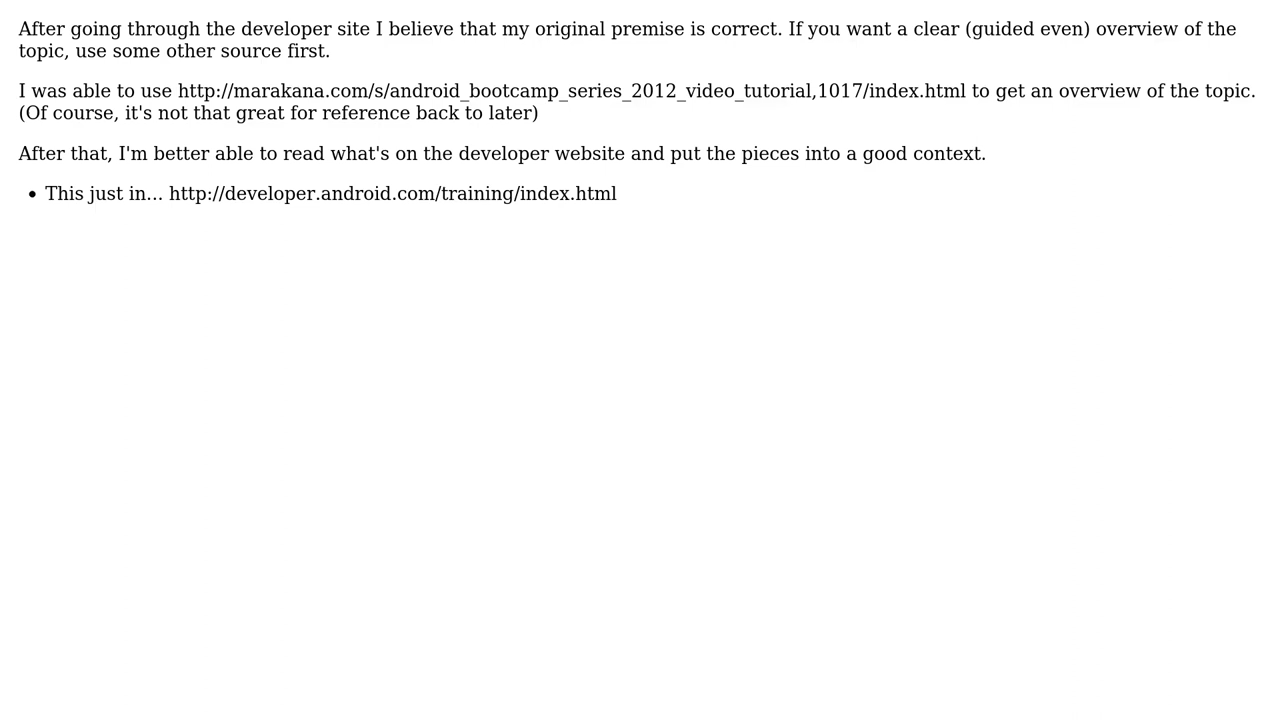 After going through the developer site I believe that my original premise is correct. If you want a clear (guided even) overview of the
topic, use some other source first.
I was able to use http://marakana.com/s/android_bootcamp_series_2012_video_tutorial,1017/index.html to get an overview of the topic.
(Of course, it's not that great for reference back to later)
After that, I'm better able to read what's on the developer website and put the pieces into a good context.
• This just in... http://developer.android.com/training/index.html